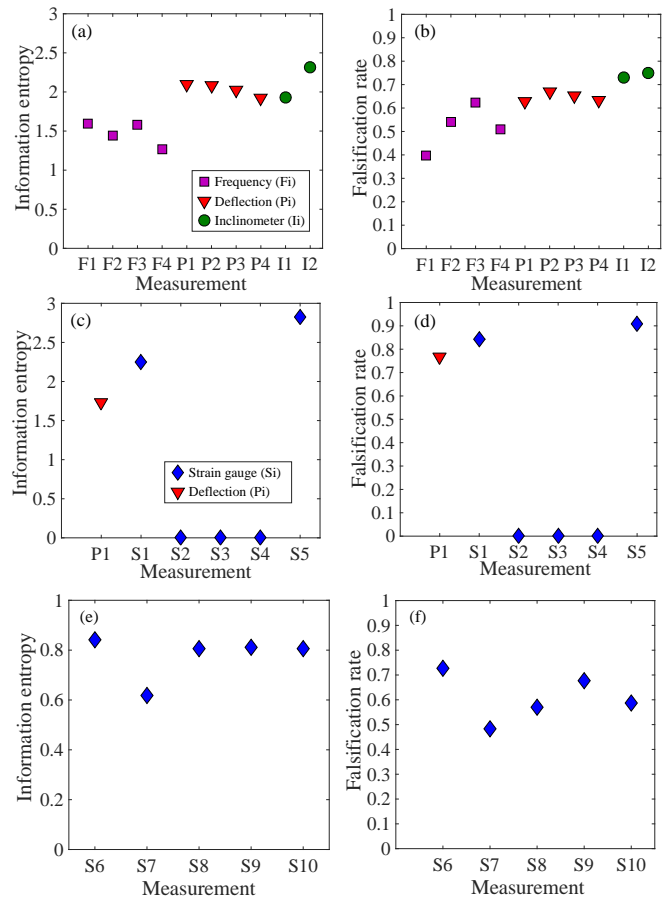 (a)
Information entropy
3
2.5
2
1.5
1
0.5
0
Frequency (Fi)
Deflection (Pi)
Inclinometer (Ii)
F1 F2 F3 F4 P1 P2 P3 P4 I1 I2
Measurement
(b)
Falsification rate
1
0.9
0.8
0.7
0.6
0.5
0.4
0.3
0.2
0.1
0
F1 F2 F3 F4 P1 P2 P3 P4 I1 I2
Measurement
(c)
Information entropy
3
2.5
2
1.5
1
0.5
0
Strain gauge (Si)
Deflection (Pi)
P1 S1 S2 S3 S4 S5
Measurement
(d)
Falsification rate
1
0.9
0.8
0.7
0.6
0.5
0.4
0.3
0.2
0.1
0
P1 S1 S2 S3 S4 S5
Measurement
(e)
Information entropy
1
0.8
0.6
0.4
0.2
0
S6 S7 S8 S9 S10
Measurement
(f)
Falsification rate
1
0.9
0.8
0.7
0.6
0.5
0.4
0.3
0.2
0.1
0
S6 S7 S8 S9 S10
Measurement